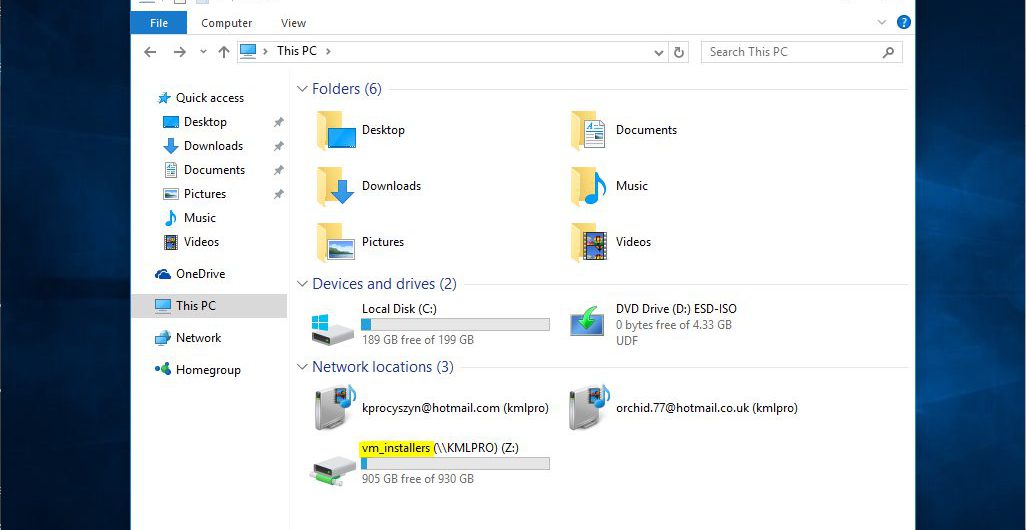 File Computer View
This PC
Search This PC
Quick access
Desktop
Downloads
Documents
Pictures
Music
Videos
OneDrive
This PC
Network
Homegroup
Folders (6)
Desktop
Documents
Downloads
Music
Pictures
Videos
Devices and drives (2)
Local Disk (C:)
189 GB free of 199 GB
DVD Drive (D:) ESD-ISO
0 bytes free of 4.33 GB
UDF
Network locations (3)
kprocyszyn@hotmail.com (kmlpro)
orchid.77@hotmail.co.uk (kmlpro)
vm_installers (\\KMLPRO) (Z:)
905 GB free of 930 GB